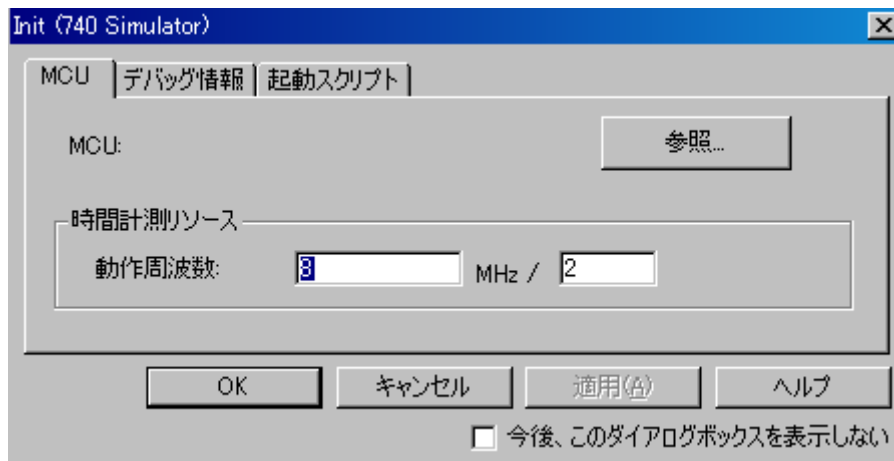 Init (740 Simulator)
MCU デバッグ情報 起動スクリプト
MCU: 参照...
時間計測リソース
動作周波数: 8 MHz / 2
OK キャンセル 適用(A) ヘルプ
今後、このダイアログボックスを表示しない